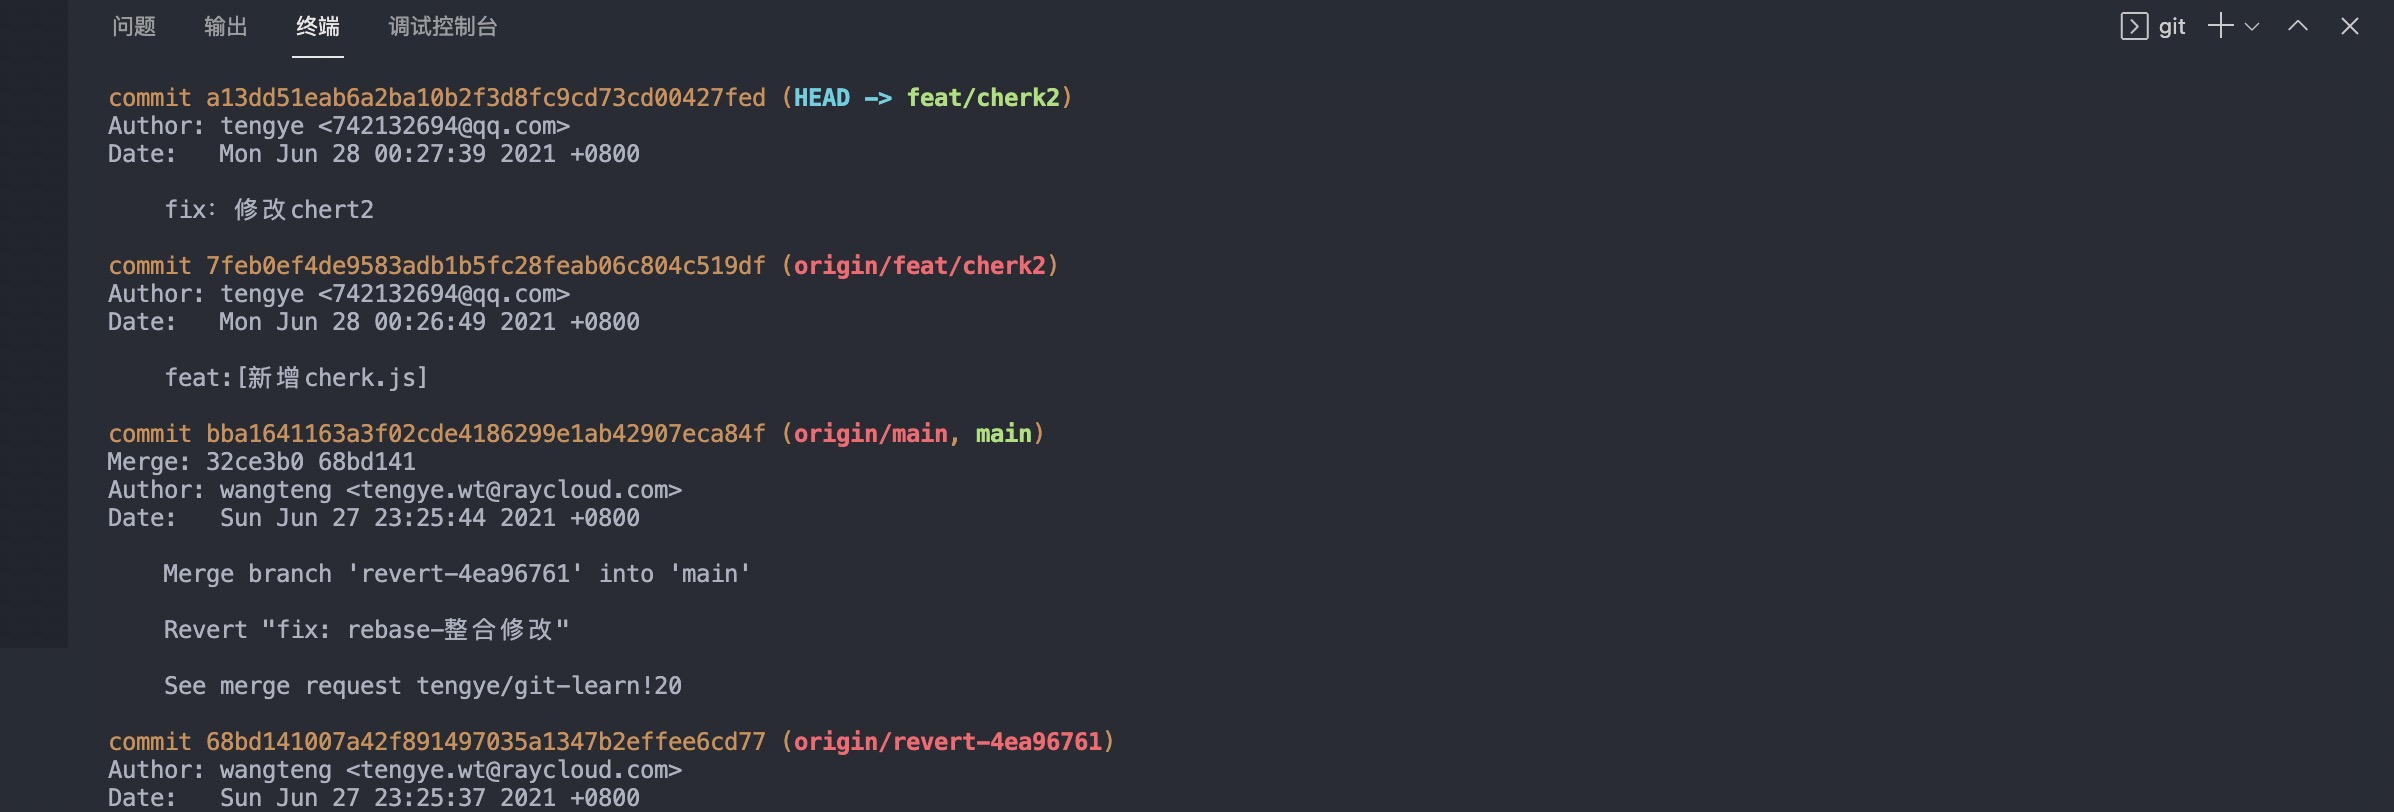 问题 输出 终端 调试控制台 git
commit a13dd51eab6a2ba10b2f3d8fc9cd73cd00427fed (HEAD -> feat/cherk2)
Author: tengye <742132694@qq.com>
Date:   Mon Jun 28 00:27:39 2021 +0800
    fix: 修改chert2
commit 7feb0ef4de9583adb1b5fc28feab06c804c519df (origin/feat/cherk2)
Author: tengye <742132694@qq.com>
Date:   Mon Jun 28 00:26:49 2021 +0800
    feat:[新增cherk.js]
commit bba1641163a3f02cde4186299e1ab42907eca84f (origin/main, main)
Merge: 32ce3b0 68bd141
Author: wangteng <tengye.wt@raycloud.com>
Date:   Sun Jun 27 23:25:44 2021 +0800
    Merge branch 'revert-4ea96761' into 'main'
    Revert "fix: rebase-整合修改"
    See merge request tengye/git-learn!20
commit 68bd141007a42f891497035a1347b2effee6cd77 (origin/revert-4ea96761)
Author: wangteng <tengye.wt@raycloud.com>
Date:   Sun Jun 27 23:25:37 2021 +0800